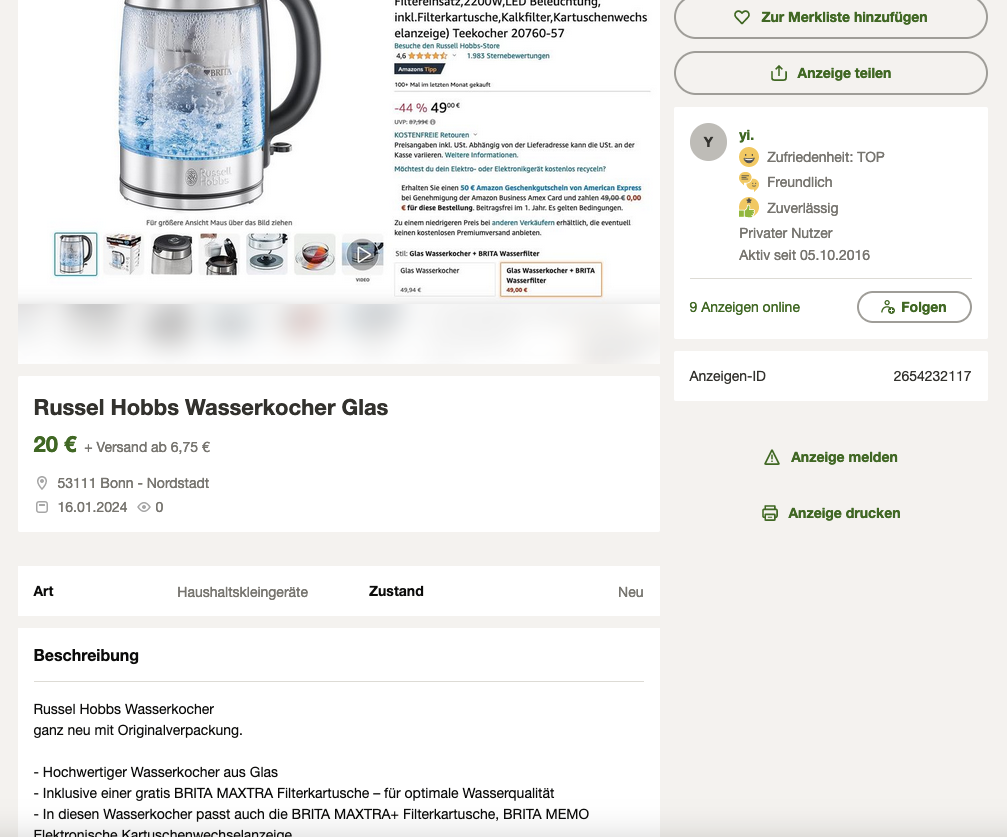 Filtereinsatz,2200W,LED Beleuchtung,
inkl.Filterkartusche,Kalkfilter,Kartuschenwechs
elanzeige) Teekocher 20760-57
Besuche den Russell Hobbs-Store
4,6 1.983 Sternebewertungen
Amazons Tipp
100+ Mal im letzten Monat gekauft
-44 % 49⁰⁰ €
UVP: 87,99€
KOSTENFREIE Retouren
Preisangaben inkl. USt. Abhängig von der Lieferadresse kann die USt. an der
Kasse variieren. Weitere Informationen.
Möchtest du dein Elektro- oder Elektronikgerät kostenlos recyceln?
Erhalten Sie einen 50 € Amazon Geschenkgutschein von American Express
bei Genehmigung der Amazon Business Amex Card und zahlen 49,00 € 0,00
€ für diese Bestellung. Beitragsfrei im 1. Jahr. Es gelten Bedingungen.
Zu einem niedrigeren Preis bei anderen Verkäufern erhältlich, die eventuell
keinen kostenlosen Premiumversand anbieten.
Stil: Glas Wasserkocher + BRITA Wasserfilter
Glas Wasserkocher
49,94 €
Glas Wasserkocher + BRITA
Wasserfilter
49,00 €
BRITA
Russell
Hobbs
Für größere Ansicht Maus über das Bild ziehen
VIDEO
Russel Hobbs Wasserkocher Glas
20 € + Versand ab 6,75 €
53111 Bonn - Nordstadt
16.01.2024 0
Art Haushaltskleingeräte Zustand Neu
Beschreibung
Russel Hobbs Wasserkocher
ganz neu mit Originalverpackung.
- Hochwertiger Wasserkocher aus Glas
- Inklusive einer gratis BRITA MAXTRA Filterkartusche – für optimale Wasserqualität
- In diesen Wasserkocher passt auch die BRITA MAXTRA+ Filterkartusche, BRITA MEMO
Elektronische Kartuschenwechselanzeige
Zur Merkliste hinzufügen
Anzeige teilen
Y
yi.
Zufriedenheit: TOP
Freundlich
Zuverlässig
Privater Nutzer
Aktiv seit 05.10.2016
9 Anzeigen online
Folgen
Anzeigen-ID 2654232117
Anzeige melden
Anzeige drucken